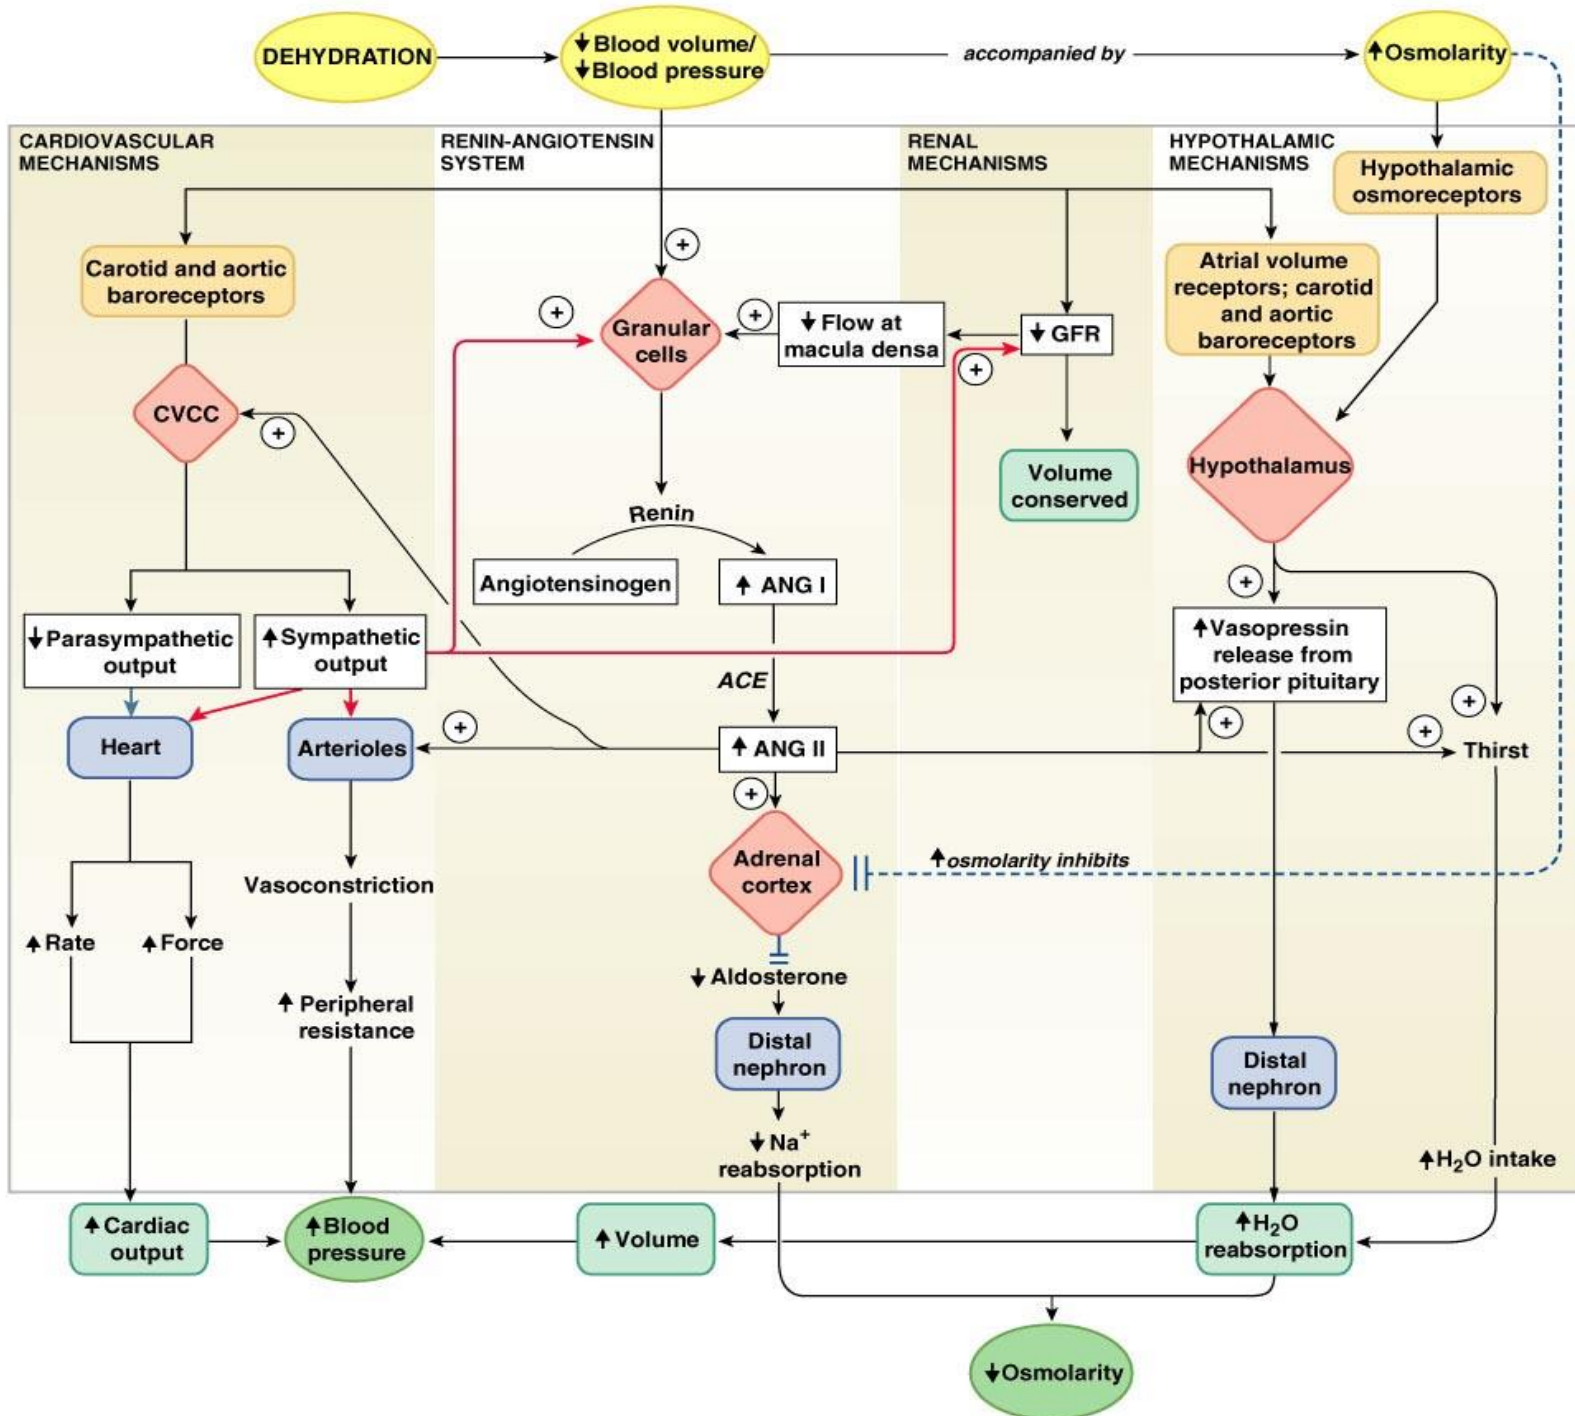 DEHYDRATION
↓Blood volume/
↓Blood pressure
accompanied by
↑Osmolarity
CARDIOVASCULAR
MECHANISMS
RENIN-ANGIOTENSIN
SYSTEM
RENAL
MECHANISMS
HYPOTHALAMIC
MECHANISMS
Hypothalamic
osmoreceptors
Carotid and aortic
baroreceptors
+
Atrial volume
receptors; carotid
and aortic
baroreceptors
+
Granular
cells
+
↓ Flow at
macula densa
↓ GFR
+
CVCC
+
Hypothalamus
Volume
conserved
Renin
Angiotensinogen
↑ ANG I
+
↓Parasympathetic
output
↑Sympathetic
output
↑Vasopressin
release from
posterior pituitary
ACE
+
+
Heart
Arterioles
+
↑ ANG II
+
Thirst
+
Adrenal
cortex
↑osmolarity inhibits
Vasoconstriction
↑Rate
↑Force
↓Aldosterone
↑ Peripheral
resistance
Distal
nephron
Distal
nephron
↓Na+
reabsorption
↑H2O intake
↑Cardiac
output
↑Blood
pressure
↑ Volume
↑H2O
reabsorption
↓Osmolarity